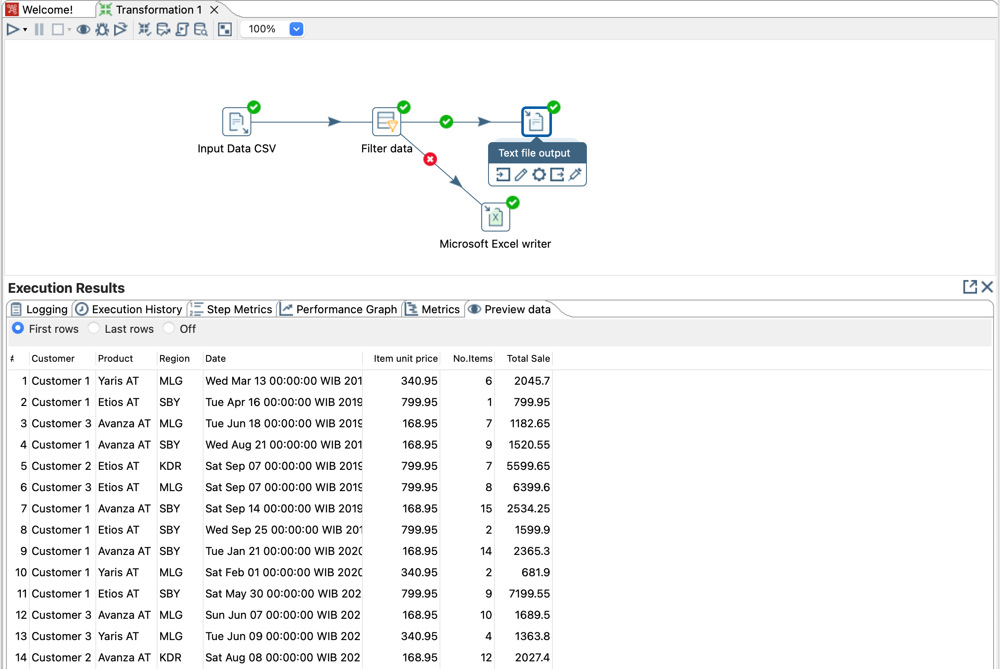 Welcome! Transformation 1
100%
Input Data CSV
Filter data
Text file output
Microsoft Excel writer
Execution Results
Logging Execution History Step Metrics Performance Graph Metrics Preview data
First rows Last rows Off
# Customer Product Region Date Item unit price No.Items Total Sale
1 Customer 1 Yaris AT MLG Wed Mar 13 00:00:00 WIB 201 340.95 6 2045.7
2 Customer 1 Etios AT SBY Tue Apr 16 00:00:00 WIB 2019 799.95 1 799.95
3 Customer 3 Avanza AT MLG Tue Jun 18 00:00:00 WIB 2019 168.95 7 1182.65
4 Customer 1 Avanza AT SBY Wed Aug 21 00:00:00 WIB 201 168.95 9 1520.55
5 Customer 2 Etios AT KDR Sat Sep 07 00:00:00 WIB 2019 799.95 7 5599.65
6 Customer 3 Etios AT MLG Sat Sep 07 00:00:00 WIB 2019 799.95 8 6399.6
7 Customer 1 Avanza AT SBY Sat Sep 14 00:00:00 WIB 2019 168.95 15 2534.25
8 Customer 1 Etios AT SBY Wed Sep 25 00:00:00 WIB 201 799.95 2 1599.9
9 Customer 1 Avanza AT SBY Tue Jan 21 00:00:00 WIB 2020 168.95 14 2365.3
10 Customer 1 Yaris AT MLG Sat Feb 01 00:00:00 WIB 2020 340.95 2 681.9
11 Customer 1 Etios AT SBY Sat May 30 00:00:00 WIB 202 799.95 9 7199.55
12 Customer 3 Avanza AT MLG Sun Jun 07 00:00:00 WIB 202 168.95 10 1689.5
13 Customer 3 Yaris AT MLG Tue Jun 09 00:00:00 WIB 202 340.95 4 1363.8
14 Customer 2 Avanza AT KDR Sat Aug 08 00:00:00 WIB 202 168.95 12 2027.4